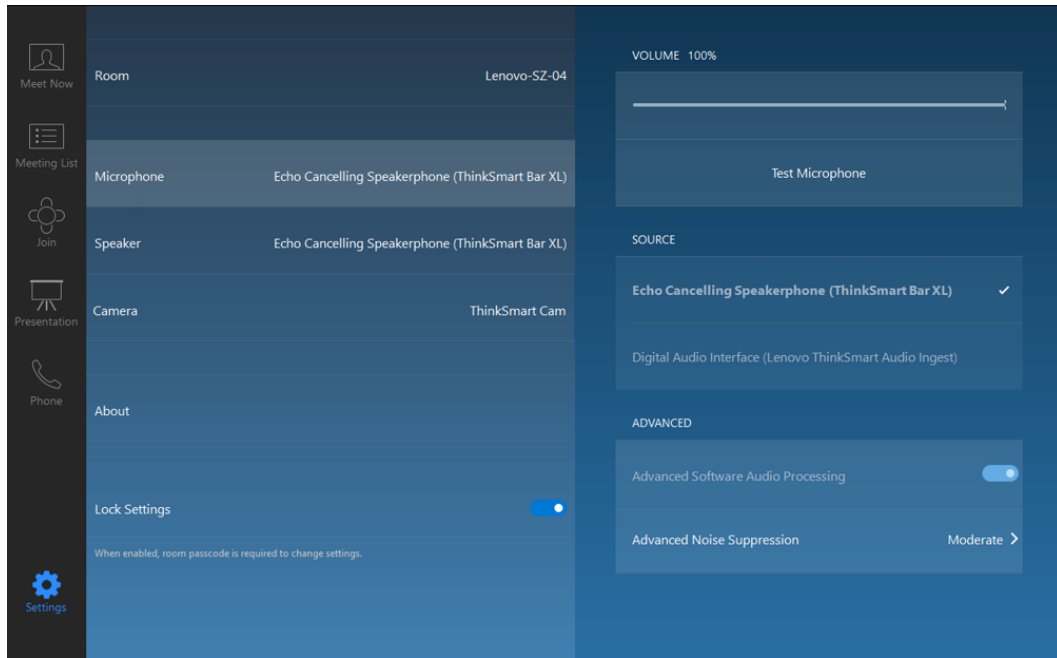 Meet Now
Meeting List
Join
Presentation
Phone
Settings
Room Lenovo-SZ-04
Microphone Echo Cancelling Speakerphone (ThinkSmart Bar XL)
Speaker Echo Cancelling Speakerphone (ThinkSmart Bar XL)
Camera ThinkSmart Cam
About
Lock Settings
When enabled, room passcode is required to change settings.
VOLUME 100%
Test Microphone
SOURCE
Echo Cancelling Speakerphone (ThinkSmart Bar XL)
Digital Audio Interface (Lenovo ThinkSmart Audio Ingest)
ADVANCED
Advanced Software Audio Processing
Advanced Noise Suppression Moderate